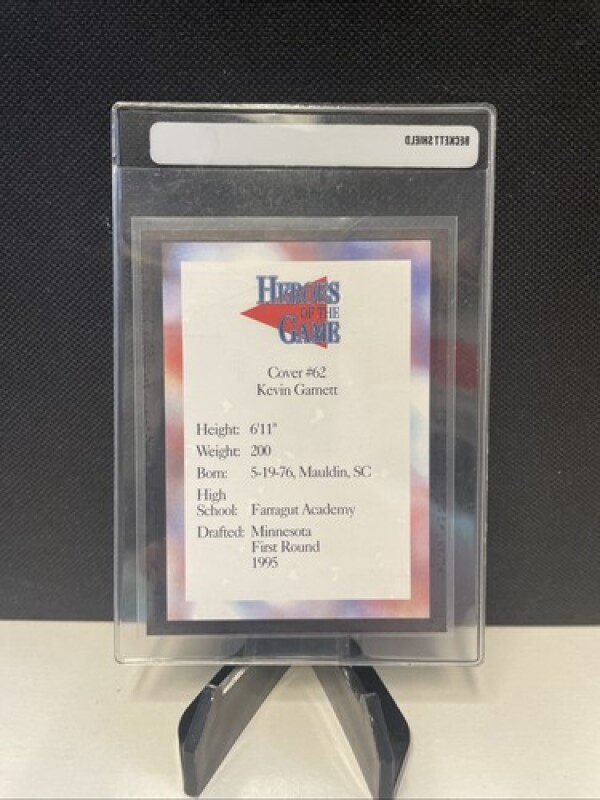 BECKETT SHIELD
HEROES
OF THE
GAME
Cover #62
Kevin Garnett
Height: 6'11"
Weight: 200
Born: 5-19-76, Mauldin, SC
High
School: Farragut Academy
Drafted: Minnesota
First Round
1995